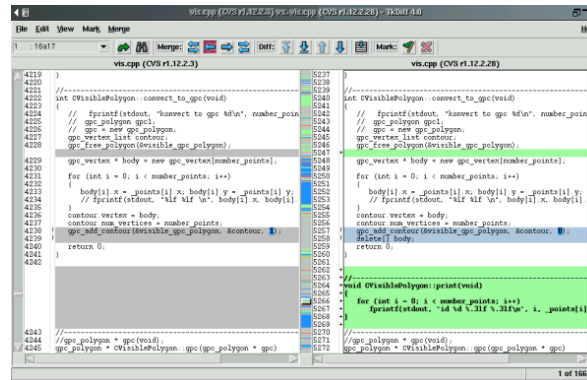 vis.cpp (CVS r1.12.2.3) vs. vis.cpp (CVS r1.12.2.28) - TkDiff 4.0
File Edit View Mark Merge
1 : 16a17 Merge: Diff: Mark:
vis.cpp (CVS r1.12.2.3)
4219 }
4220
4221 //
4222 int CVisiblePolygon::convert_to_gpc(void)
4223 {
4224 // fprintf(stdout, "konvert to gpc %d\n", number_poin
4225 // gpc_polygon gpc1;
4226 // gpc = new gpc_polygon;
4227 gpc_vertex_list contour;
4228 gpc_free_polygon(&visible_gpc_polygon);
4229 gpc_vertex * body = new gpc_vertex[number_points];
4230
4231 for (int i = 0; i < number_points; i++)
4232 {
4233 body[i].x = _points[i].x; body[i].y = _points[i].y;
4234 // fprintf(stdout, "%lf %lf \n", body[i].x, body[i].
4235 }
4236 contour.vertex = body;
4237 contour.num_vertices = number_points;
4238 ! gpc_add_contour(&visible_gpc_polygon, &contour, 1);
4239 !
4240 return 0;
4241 }
4242
4243 //
4244 //gpc_polygon * gpc(void);
4245 gpc_polygon * CVisiblePolygon::gpc(gpc_polygon * gpc)
vis.cpp (CVS r1.12.2.28)
5237 }
5238
5239 //
5240 int CVisiblePolygon::convert_to_gpc(void)
5241 {
5242 // fprintf(stdout, "konvert to gpc %d\n", number_poin
5243 // gpc_polygon gpc1;
5244 // gpc = new gpc_polygon;
5245 gpc_vertex_list contour;
5246 gpc_free_polygon(&visible_gpc_polygon);
5247 +
5248 gpc_vertex * body = new gpc_vertex[number_points];
5249
5250 for (int i = 0; i < number_points; i++)
5251 {
5252 body[i].x = _points[i].x; body[i].y = _points[i].y;
5253 // fprintf(stdout, "%lf %lf \n", body[i].x, body[i].
5254 }
5255 contour.vertex = body;
5256 contour.num_vertices = number_points;
5257 ! gpc_add_contour(&visible_gpc_polygon, &contour, 0);
5258 ! delete[] body;
5259 return 0;
5260 }
5261
5262 +
5263 +//
5264 +void CVisiblePolygon::print(void)
5265 +{
5266 + for (int i = 0; i < number_points; i++)
5267 + fprintf(stdout, "id %d %.3lf %.3lf\n", i, _points[i]
5268 +}
5269 +
5270 //
5271 //gpc_polygon * gpc(void);
5272 gpc_polygon * CVisiblePolygon::gpc(gpc_polygon * gpc)
1 of 165